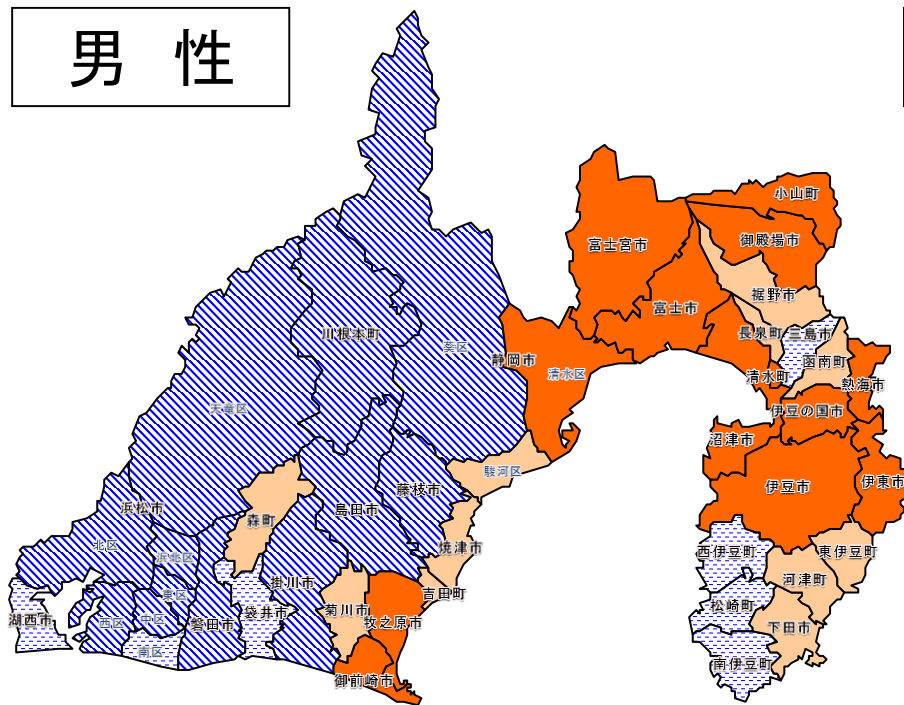 男 性
小山町
御殿場市
富士宮市
裾野市
富士市
長泉町
三島市
函南町
川根本町
葵区
静岡市
清水区
清水町
熱海市
天竜区
伊豆の国市
沼津市
駿河区
藤枝市
伊豆市
伊東市
浜松市
島田市
森町
北区
浜北区
焼津市
西伊豆町
東伊豆町
掛川市
河津町
東区
吉田町
湖西市
西区
中区
磐田市
袋井市
菊川市
牧之原市
松崎町
下田市
南区
南伊豆町
御前崎市